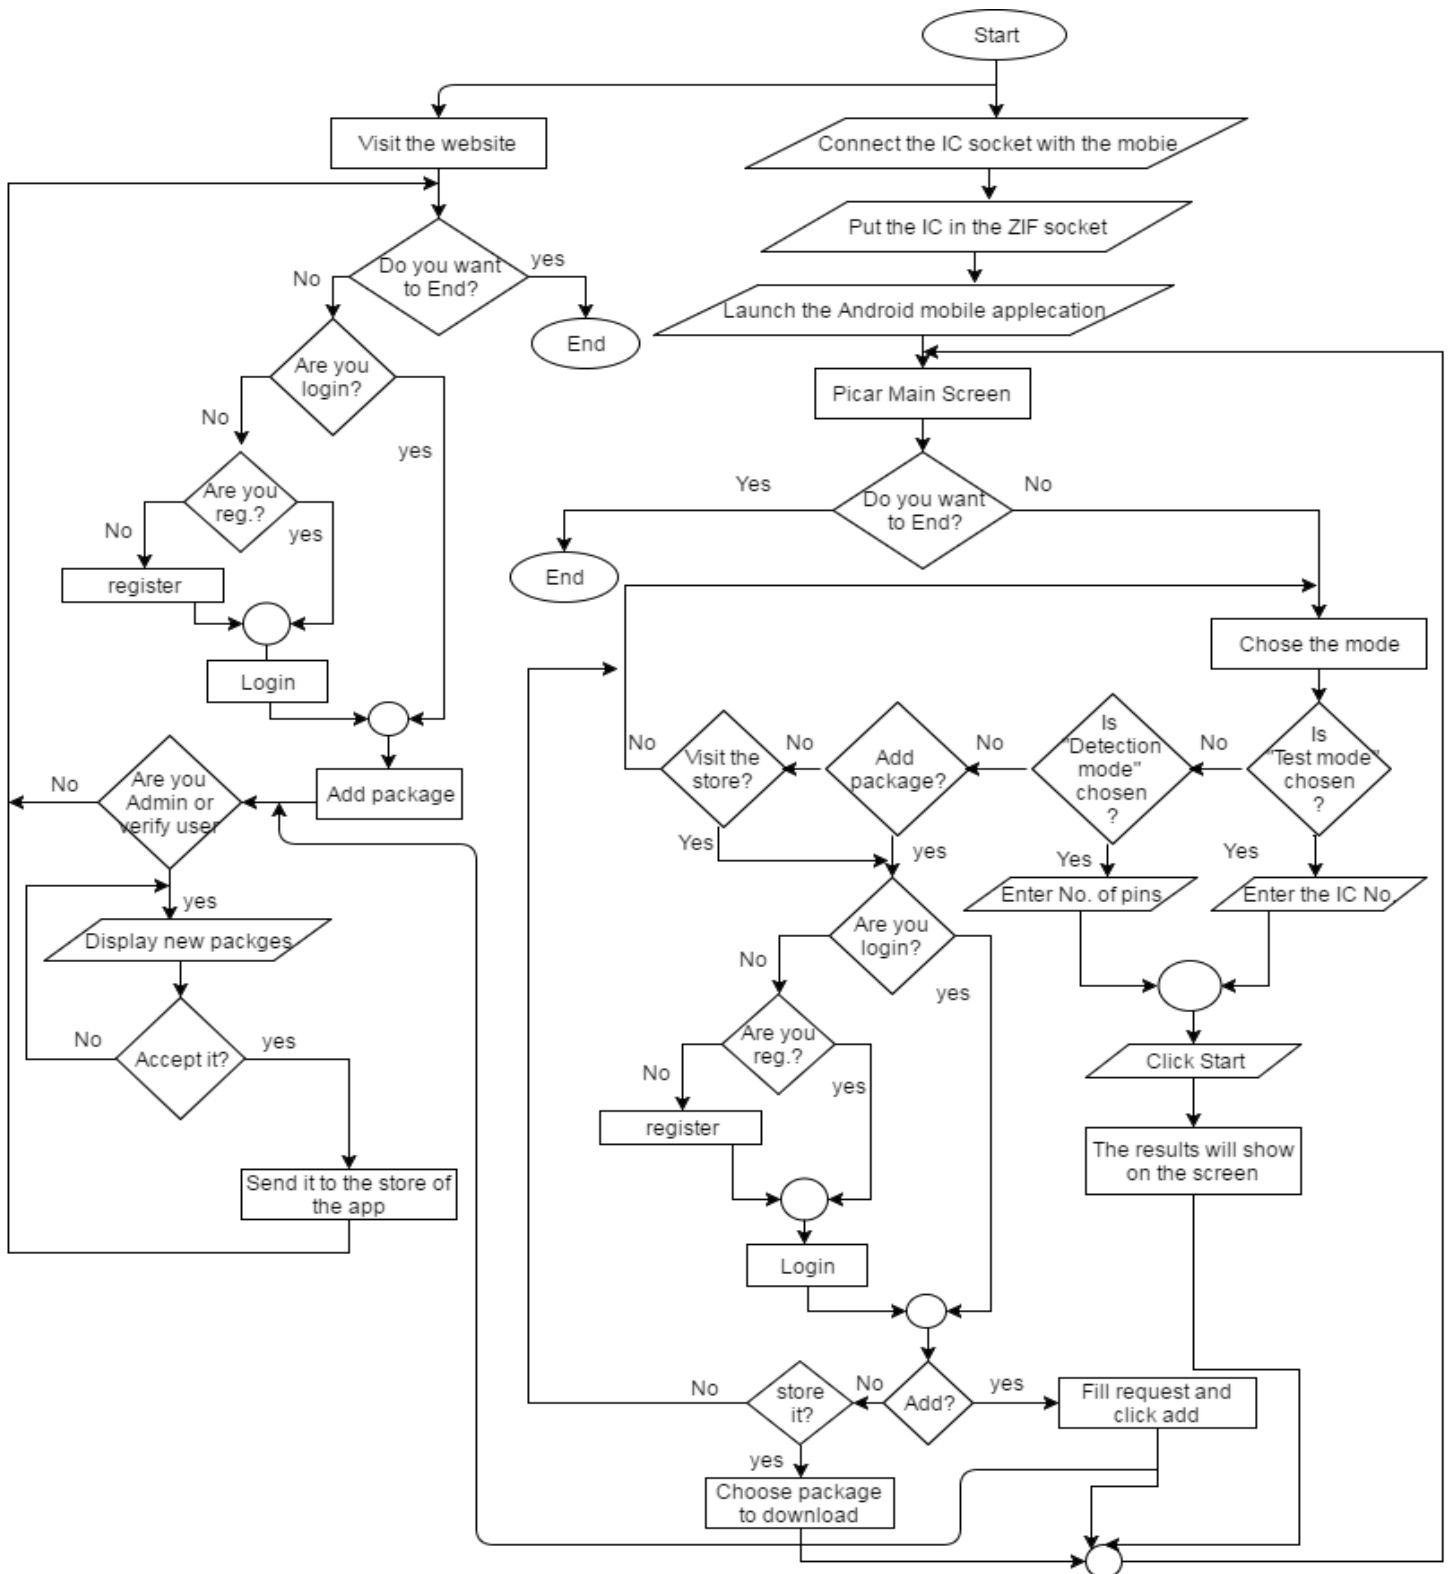 Start
Visit the website
Connect the IC socket with the mobie
Put the IC in the ZIF socket
Do you want
to End?
No
yes
End
Launch the Android mobile applecation
Are you
login?
No
yes
Picar Main Screen
Are you
reg.?
No
yes
Do you want
to End?
Yes
No
End
register
Login
Chose the mode
Is
"Test mode"
chosen
?
No
Is
"Detection
mode"
chosen
?
No
Add
package?
No
Visit the
store?
No
Add package
Are you
Admin or
verify user
No
yes
Yes
yes
Yes
Yes
Enter No. of pins
Enter the IC No.
Display new packges
Are you
login?
No
yes
Accept it?
No
yes
Are you
reg.?
No
yes
Click Start
register
The results will show
on the screen
Send it to the store of
the app
Login
Add?
No
yes
store
it?
No
yes
Fill request and
click add
Choose package
to download